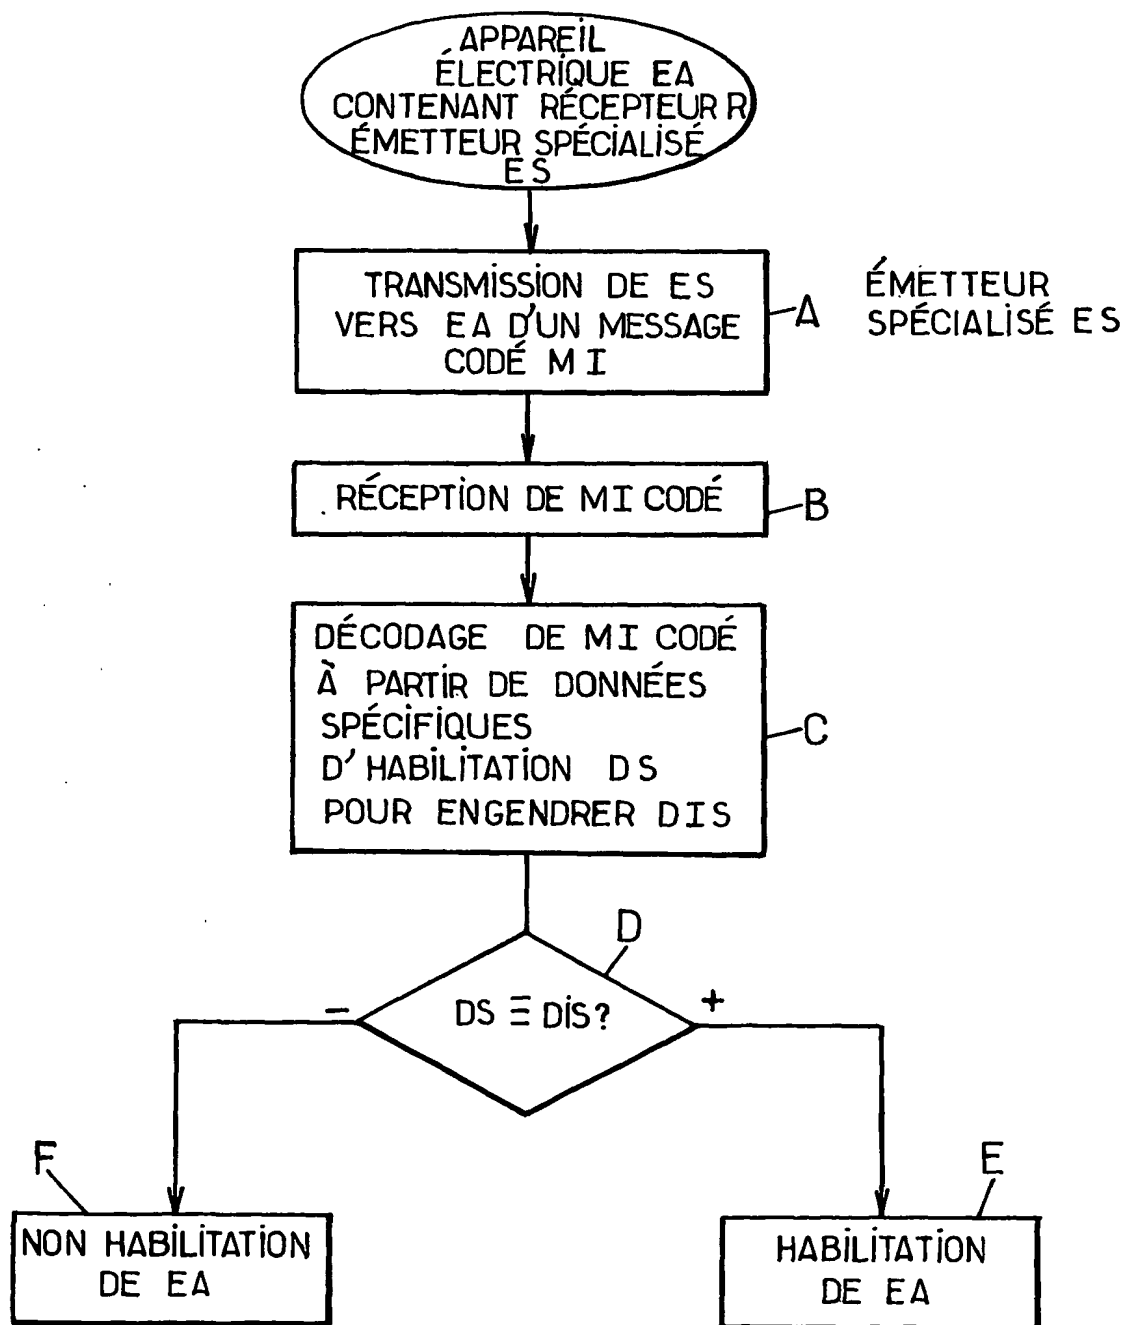 APPAREIL
ÉLECTRIQUE EA
CONTENANT RÉCEPTEUR R
ÉMETTEUR SPÉCIALISÉ
ES
TRANSMISSION DE ES
VERS EA D'UN MESSAGE
CODÉ MI
A
ÉMETTEUR
SPÉCIALISÉ ES
RÉCEPTION DE MI CODÉ
B
DÉCODAGE DE MI CODÉ
À PARTIR DE DONNÉES
SPÉCIFIQUES
D'HABILITATION DS
POUR ENGENDRER DIS
C
D
DS ≡ DIS?
-
+
F
E
NON HABILITATION
DE EA
HABILITATION
DE EA